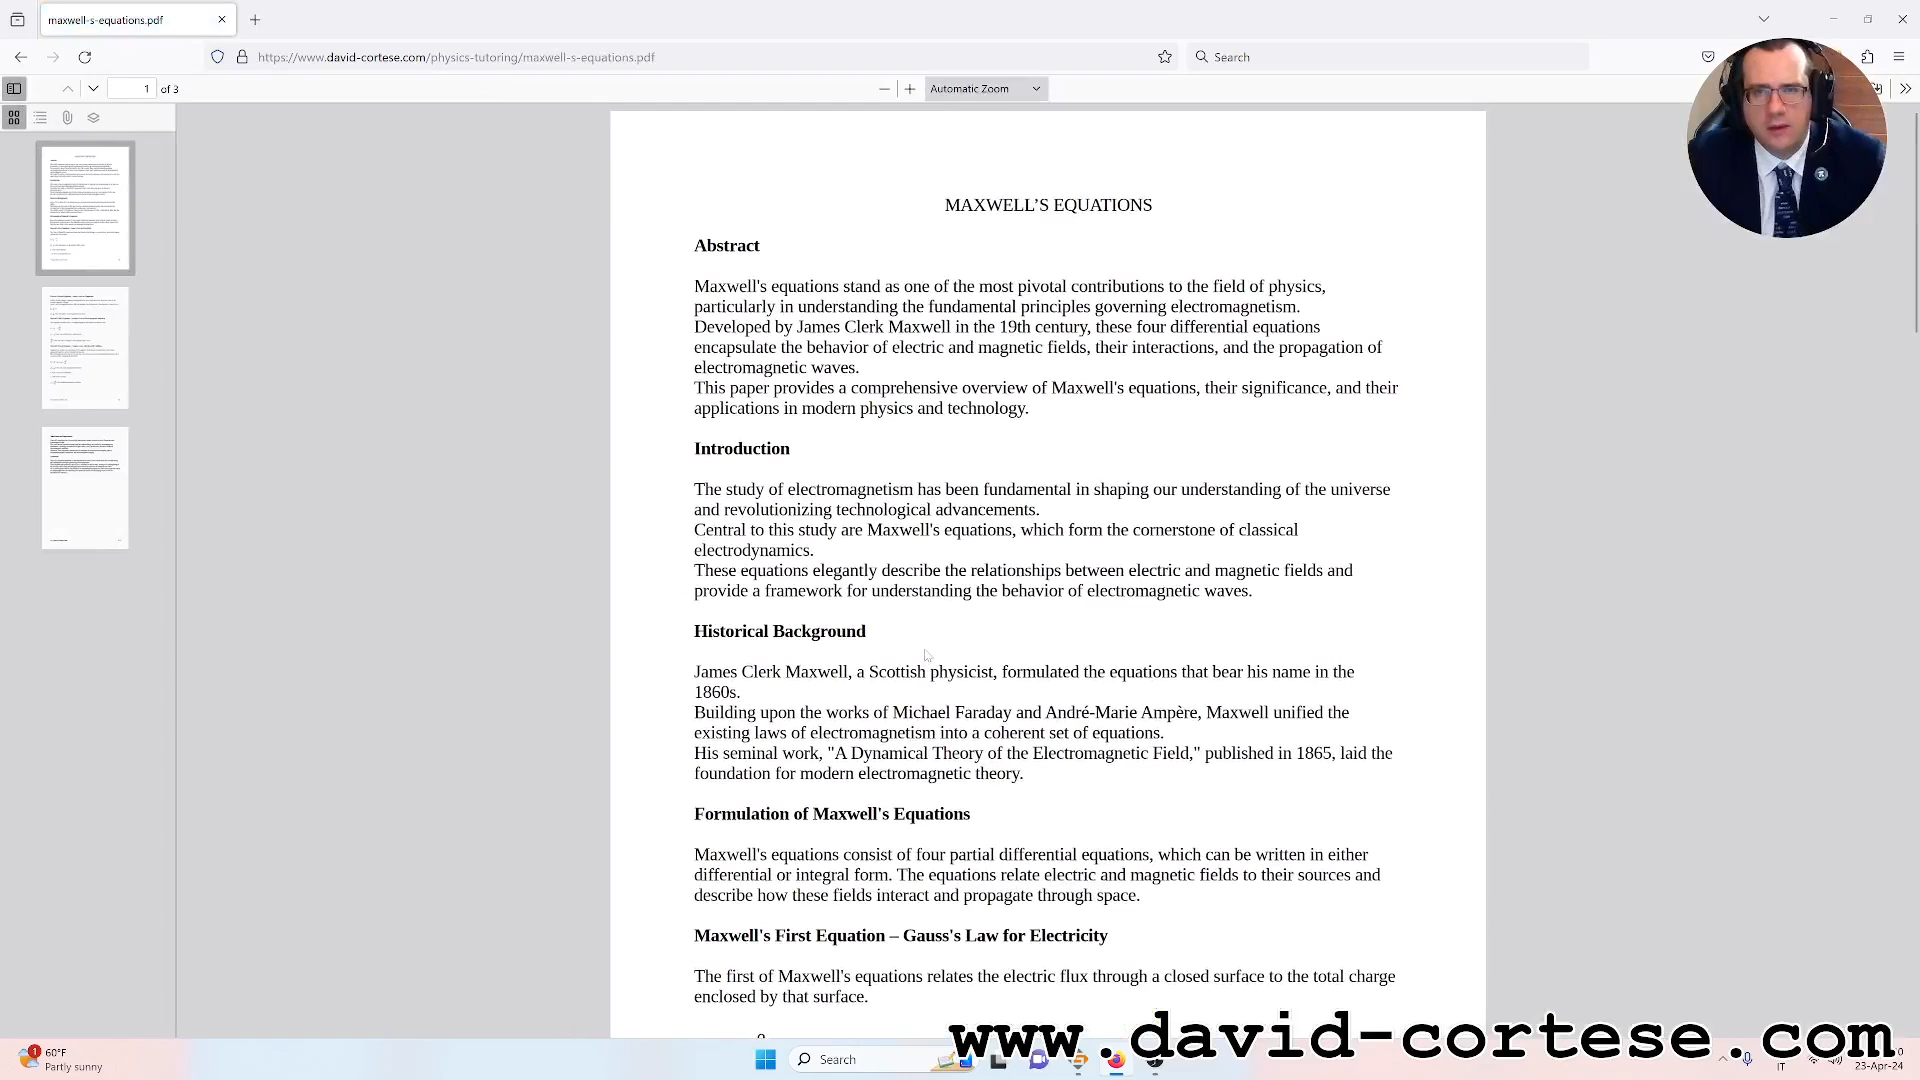 maxwell-s-equations.pdf
https://www.david-cortese.com/physics-tutoring/maxwell-s-equations.pdf
Search
1 of 3
Automatic Zoom
MAXWELL'S EQUATIONS
Abstract
Maxwell's equations stand as one of the most pivotal contributions to the field of physics,
particularly in understanding the fundamental principles governing electromagnetism.
Developed by James Clerk Maxwell in the 19th century, these four differential equations
encapsulate the behavior of electric and magnetic fields, their interactions, and the propagation of
electromagnetic waves.
This paper provides a comprehensive overview of Maxwell's equations, their significance, and their
applications in modern physics and technology.
Introduction
The study of electromagnetism has been fundamental in shaping our understanding of the universe
and revolutionizing technological advancements.
Central to this study are Maxwell's equations, which form the cornerstone of classical
electrodynamics.
These equations elegantly describe the relationships between electric and magnetic fields and
provide a framework for understanding the behavior of electromagnetic waves.
Historical Background
James Clerk Maxwell, a Scottish physicist, formulated the equations that bear his name in the
1860s.
Building upon the works of Michael Faraday and André-Marie Ampère, Maxwell unified the
existing laws of electromagnetism into a coherent set of equations.
His seminal work, "A Dynamical Theory of the Electromagnetic Field," published in 1865, laid the
foundation for modern electromagnetic theory.
Formulation of Maxwell's Equations
Maxwell's equations consist of four partial differential equations, which can be written in either
differential or integral form. The equations relate electric and magnetic fields to their sources and
describe how these fields interact and propagate through space.
Maxwell's First Equation – Gauss's Law for Electricity
The first of Maxwell's equations relates the electric flux through a closed surface to the total charge
enclosed by that surface.
www.david-cortese.com
1
60°F
Partly sunny
Search
IT
23-Apr-24